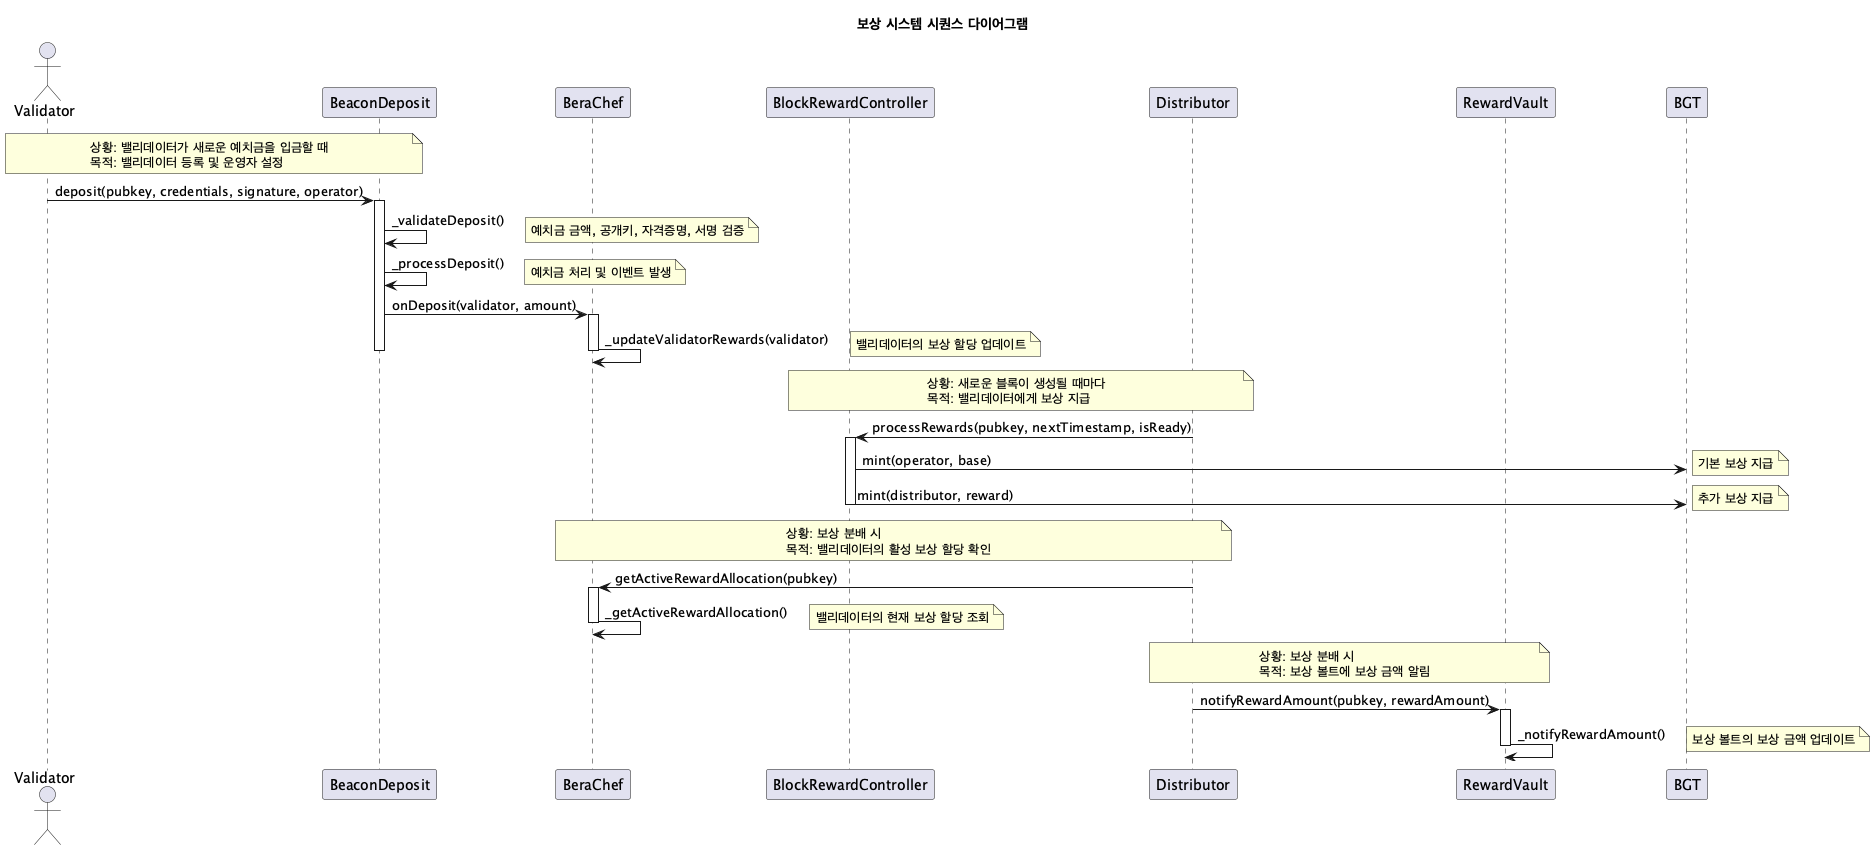 보상 시스템 시퀀스 다이어그램
Validator
BeaconDeposit
BeraChef
BlockRewardController
Distributor
RewardVault
BGT
상황: 밸리데이터가 새로운 예치금을 입금할 때
목적: 밸리데이터 등록 및 운영자 설정
deposit(pubkey, credentials, signature, operator)
_validateDeposit()
예치금 금액, 공개키, 자격증명, 서명 검증
_processDeposit()
예치금 처리 및 이벤트 발생
onDeposit(validator, amount)
_updateValidatorRewards(validator)
밸리데이터의 보상 할당 업데이트
상황: 새로운 블록이 생성될 때마다
목적: 밸리데이터에게 보상 지급
processRewards(pubkey, nextTimestamp, isReady)
mint(operator, base)
기본 보상 지급
mint(distributor, reward)
추가 보상 지급
상황: 보상 분배 시
목적: 밸리데이터의 활성 보상 할당 확인
getActiveRewardAllocation(pubkey)
_getActiveRewardAllocation()
밸리데이터의 현재 보상 할당 조회
상황: 보상 분배 시
목적: 보상 볼트에 보상 금액 알림
notifyRewardAmount(pubkey, rewardAmount)
_notifyRewardAmount()
보상 볼트의 보상 금액 업데이트
Validator
BeaconDeposit
BeraChef
BlockRewardController
Distributor
RewardVault
BGT